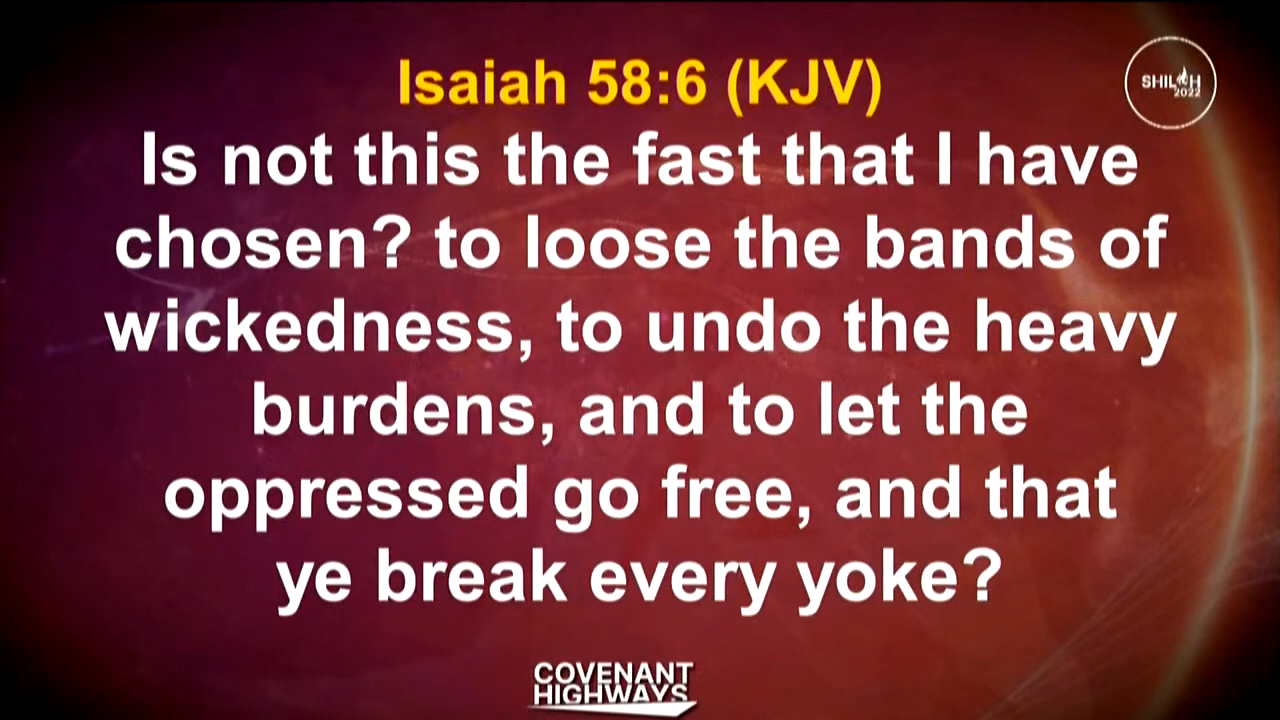 Isaiah 58:6 (KJV)
SHILOH
2022
Is not this the fast that I have
chosen? to loose the bands of
wickedness, to undo the heavy
burdens, and to let the
oppressed go free, and that
ye break every yoke?
COVENANT
HIGHWAYS